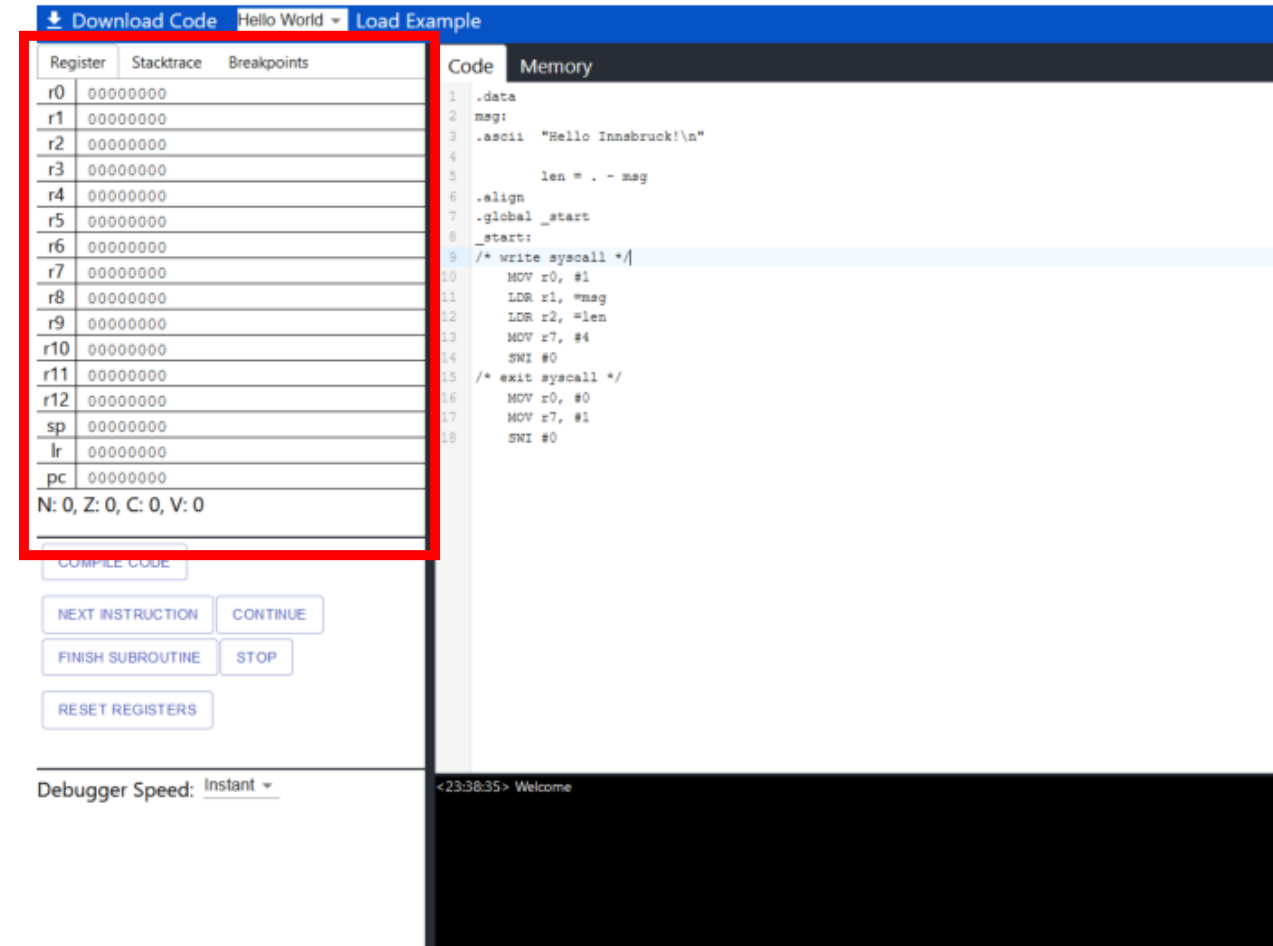 Download Code Hello World Load Example
Register Stacktrace Breakpoints
r0 00000000
r1 00000000
r2 00000000
r3 00000000
r4 00000000
r5 00000000
r6 00000000
r7 00000000
r8 00000000
r9 00000000
r10 00000000
r11 00000000
r12 00000000
sp 00000000
lr 00000000
pc 00000000
N: 0, Z: 0, C: 0, V: 0
COMPILE CODE
NEXT INSTRUCTION CONTINUE
FINISH SUBROUTINE STOP
RESET REGISTERS
Debugger Speed: Instant
Code Memory
1 .data
2 msg:
3 .ascii "Hello Innsbruck!\n"
4
5 len = . - msg
6 .align
7 .global _start
8 _start:
9 /* write syscall */
10 MOV r0, #1
11 LDR r1, =msg
12 LDR r2, =len
13 MOV r7, #4
14 SWI #0
15 /* exit syscall */
16 MOV r0, #0
17 MOV r7, #1
18 SWI #0
<23:38:35> Welcome